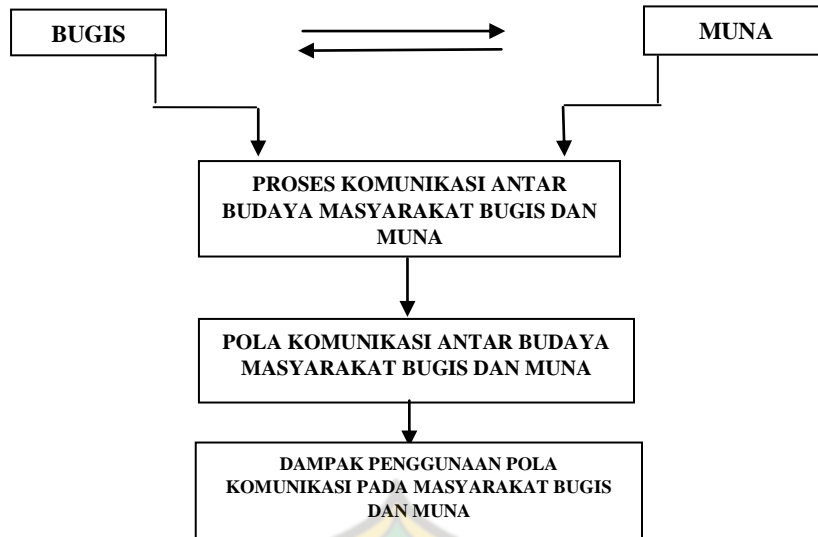 BUGIS
MUNA
PROSES KOMUNIKASI ANTAR
BUDAYA MASYARAKAT BUGIS DAN
MUNA
POLA KOMUNIKASI ANTAR BUDAYA
MASYARAKAT BUGIS DAN MUNA
DAMPAK PENGGUNAAN POLA
KOMUNIKASI PADA MASYARAKAT BUGIS
DAN MUNA